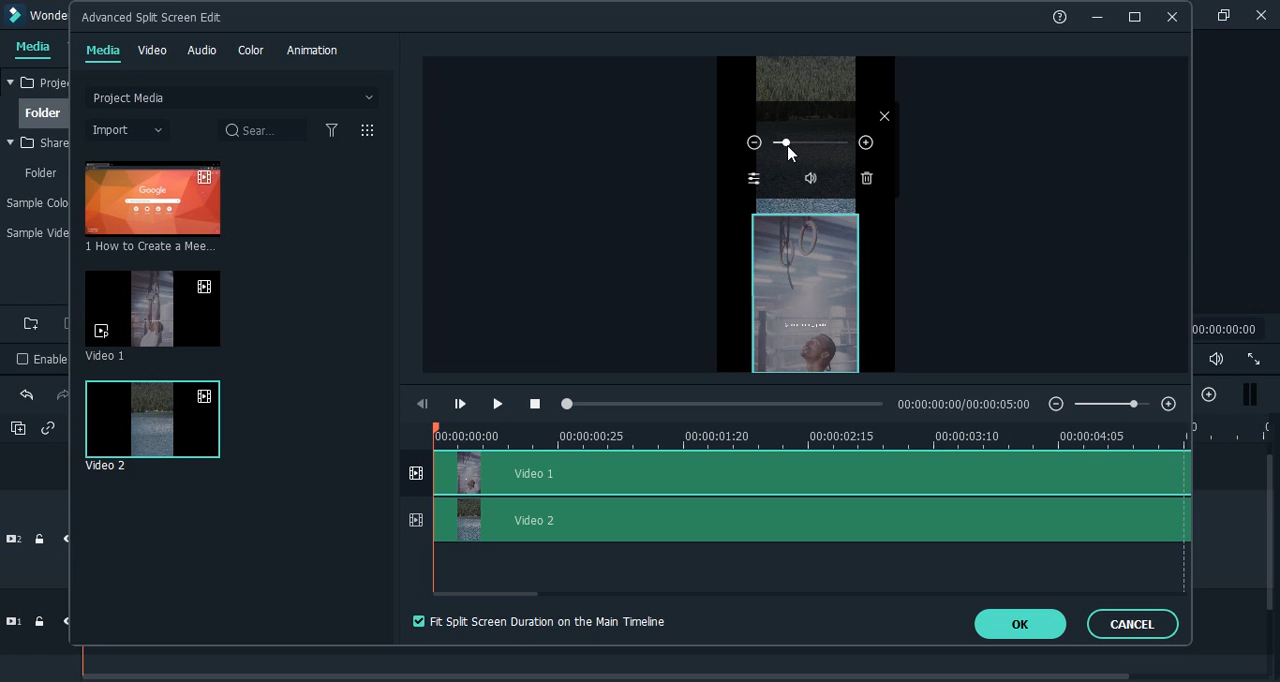 Wonde
Advanced Split Screen Edit
Media
Media
Video
Audio
Color
Animation
Proje
Project Media
Folder
Import
Sear...
Share
Folder
Google
Sample Colo
Sample Vide
1 How to Create a Mee...
00:00:00:00
Enable
Video 1
00:00:00:00/00:00:05:00
00:00:00:00
00:00:00:25
00:00:01:20
00:00:02:15
00:00:03:10
00:00:04:05
Video 2
Video 1
Video 2
2
1
Fit Split Screen Duration on the Main Timeline
OK
CANCEL